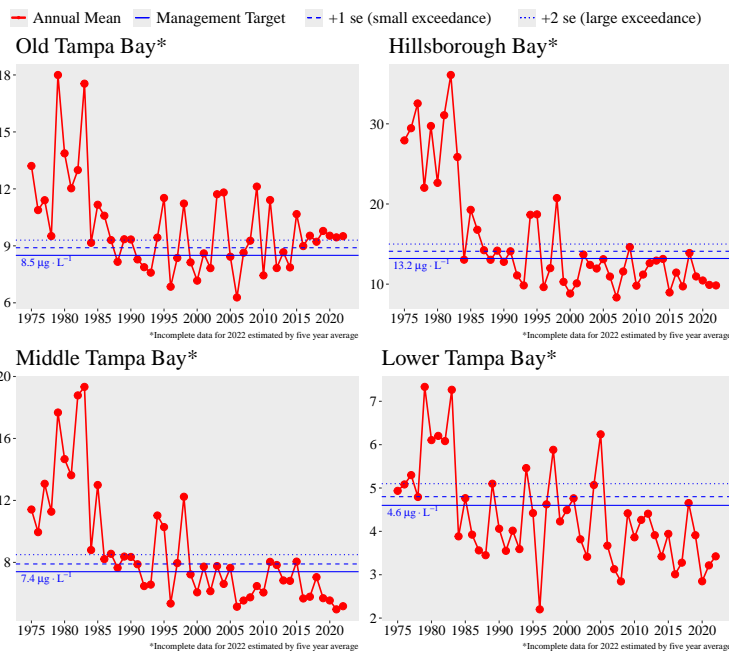 Annual Mean Management Target +1 se (small exceedance) +2 se (large exceedance)
Old Tampa Bay*
18
15
12
9
6
8.5 μg · L⁻¹
1975 1980 1985 1990 1995 2000 2005 2010 2015 2020
*Incomplete data for 2022 estimated by five year average
Hillsborough Bay*
30
20
10
13.2 μg · L⁻¹
1975 1980 1985 1990 1995 2000 2005 2010 2015 2020
*Incomplete data for 2022 estimated by five year average
Middle Tampa Bay*
20
16
12
8
7.4 μg · L⁻¹
1975 1980 1985 1990 1995 2000 2005 2010 2015 2020
*Incomplete data for 2022 estimated by five year average
Lower Tampa Bay*
7
6
5
4
3
2
4.6 μg · L⁻¹
1975 1980 1985 1990 1995 2000 2005 2010 2015 2020
*Incomplete data for 2022 estimated by five year average